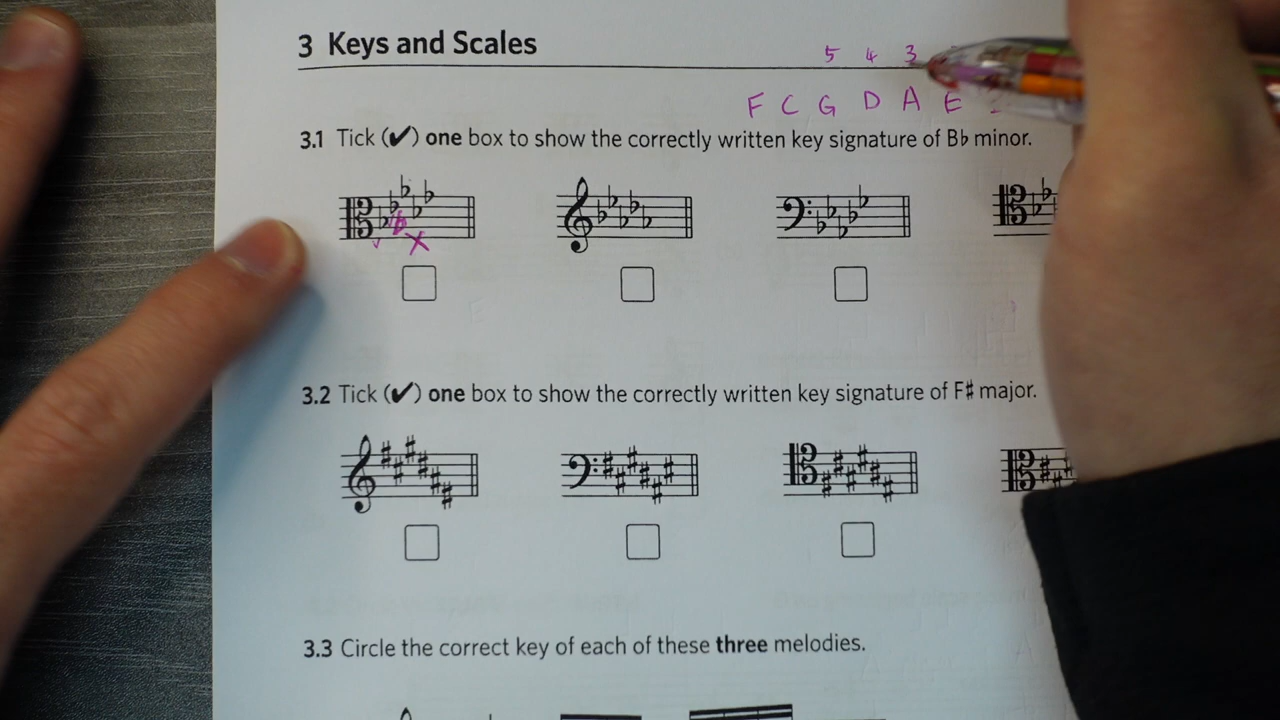 3 Keys and Scales
5 4 3
F C G D A E
3.1 Tick (✔) one box to show the correctly written key signature of B♭ minor.
3.2 Tick (✔) one box to show the correctly written key signature of F♯ major.
3.3 Circle the correct key of each of these three melodies.